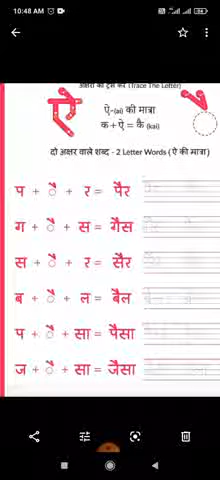 10:48 AM
अक्षरों को ट्रेस करें (Trace The Letter)
ऐ
ऐ-(ai) की मात्रा
क + ऐ = कै (kai)
दो अक्षर वाले शब्द - 2 Letter Words ( ऐ की मात्रा)
प + ै + र = पैर
ग + ै + स = गैस
स + ै + र = सैर
ब + ै + ल = बैल
प + ै + सा = पैसा
ज + ै + सा = जैसा